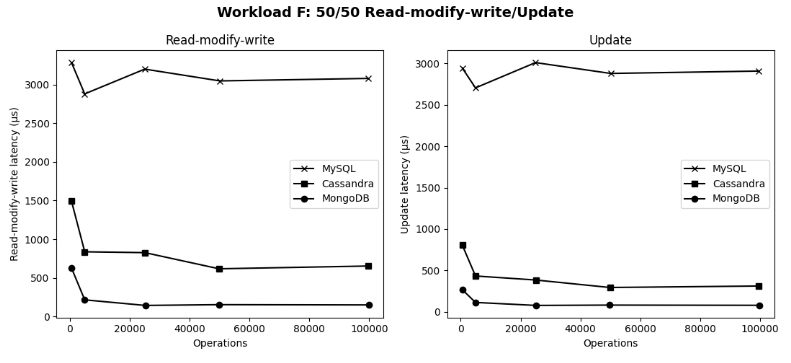 Workload F: 50/50 Read-modify-write/Update
Read-modify-write
Read-modify-write latency (μs)
3000
2500
2000
1500
1000
500
0
0
20000
40000
60000
80000
100000
Operations
MySQL
Cassandra
MongoDB
Update
Update latency (μs)
3000
2500
2000
1500
1000
500
0
0
20000
40000
60000
80000
100000
Operations
MySQL
Cassandra
MongoDB